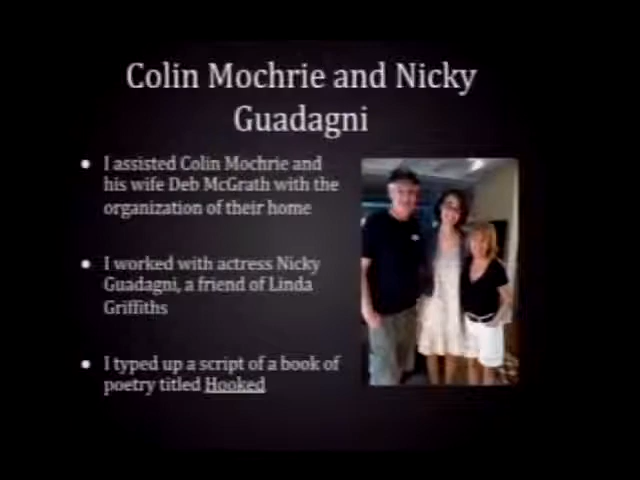 Colin Mochrie and Nicky
Guadagni
• I assisted Colin Mochrie and
his wife Deb McGrath with the
organization of their home
• I worked with actress Nicky
Guadagni, a friend of Linda
Griffiths
• I typed up a script of a book of
poetry titled Hooked